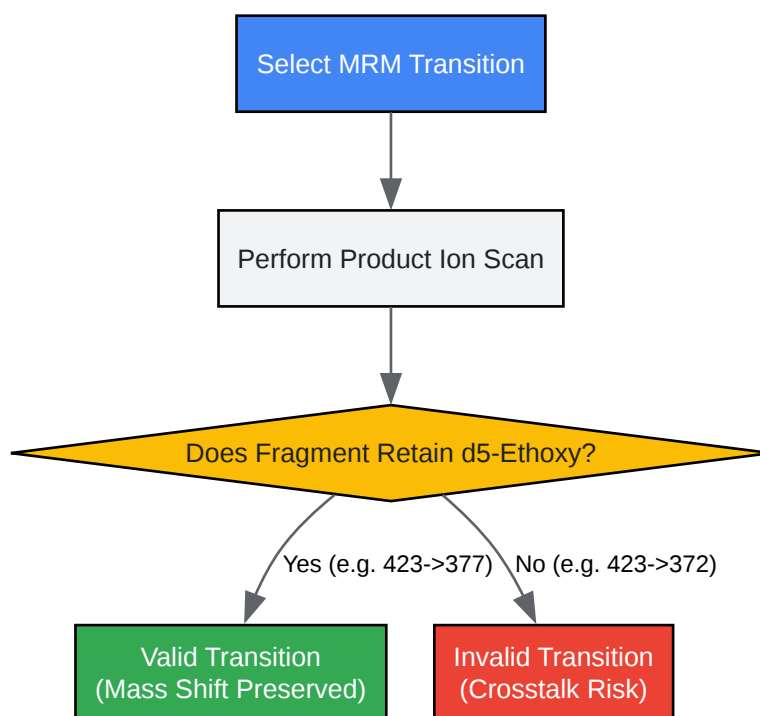 Select MRM Transition
Perform Product Ion Scan
Does Fragment Retain d5-Ethoxy?
Yes (e.g. 423->377)
No (e.g. 423->372)
Valid Transition
(Mass Shift Preserved)
Invalid Transition
(Crosstalk Risk)